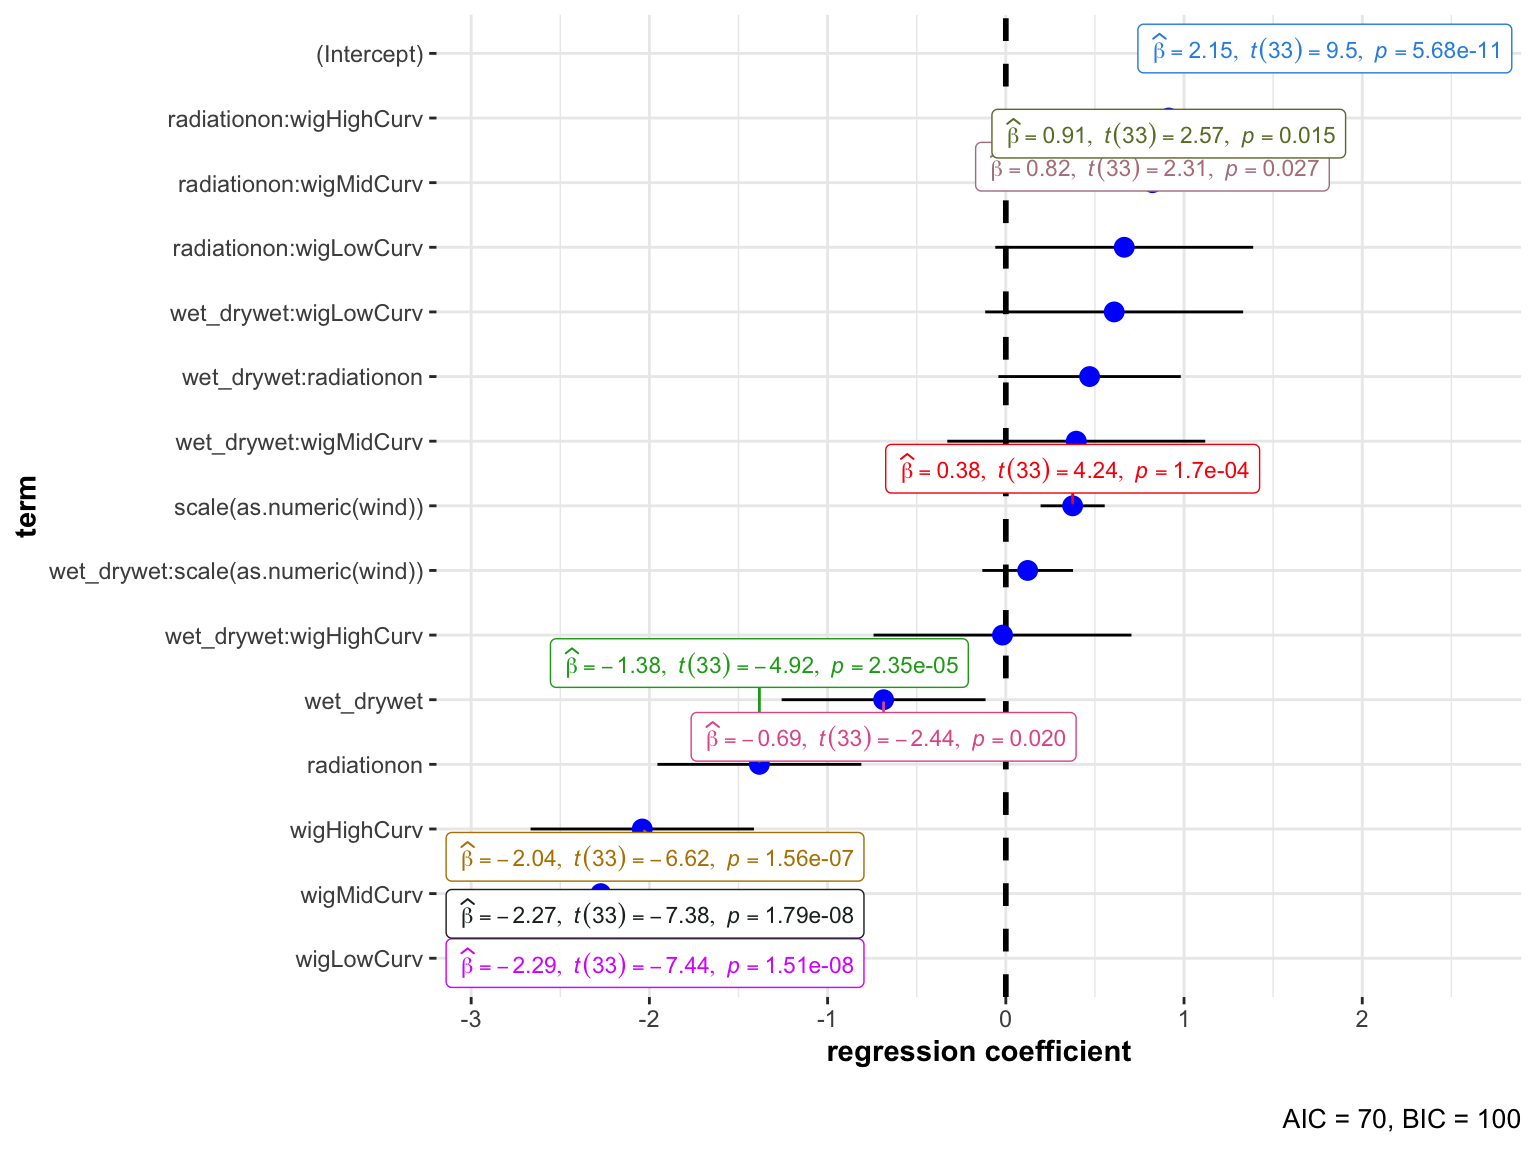 (Intercept)
β̂ = 2.15, t(33) = 9.5, p = 5.68e-11
radiationon:wigHighCurv
β̂ = 0.91, t(33) = 2.57, p = 0.015
radiationon:wigMidCurv
β = 0.82, t(33) = 2.31, p = 0.027
radiationon:wigLowCurv
wet_drywet:wigLowCurv
wet_drywet:radiationon
wet_drywet:wigMidCurv
β̂ = 0.38, t(33) = 4.24, p = 1.7e-04
scale(as.numeric(wind))
wet_drywet:scale(as.numeric(wind))
wet_drywet:wigHighCurv
β̂ = −1.38, t(33) = −4.92, p = 2.35e-05
wet_drywet
β̂ = −0.69, t(33) = −2.44, p = 0.020
radiationon
wigHighCurv
β̂ = −2.04, t(33) = −6.62, p = 1.56e-07
wigMidCurv
β̂ = −2.27, t(33) = −7.38, p = 1.79e-08
wigLowCurv
β̂ = −2.29, t(33) = −7.44, p = 1.51e-08
term
-3 -2 -1 0 1 2
regression coefficient
AIC = 70, BIC = 100